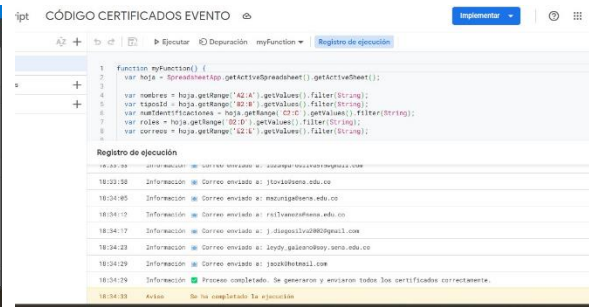 ipt CÓDIGO CERTIFICADOS EVENTO Implementar
Ejecutar Depuración myFunction Registro de ejecución
1 function myFunction() {
2 var hoja = SpreadsheetApp.getActiveSpreadsheet().getActiveSheet();
3
4 var nombres = hoja.getRange('A2:A').getValues().filter(String);
5 var tiposId = hoja.getRange('B2:B').getValues().filter(String);
6 var numIdentificaciones = hoja.getRange('C2:C').getValues().filter(String);
7 var roles = hoja.getRange('D2:D').getValues().filter(String);
8 var correos = hoja.getRange('E2:E').getValues().filter(String);
Registro de ejecución
Información Correo enviado a:
18:33:58 Información Correo enviado a: jtovis@sena.edu.co
18:34:05 Información Correo enviado a: mazuniga@sena.edu.co
18:34:12 Información Correo enviado a: rsilvanoza@sena.edu.co
18:34:17 Información Correo enviado a: j.diegosilva2002@gmail.com
18:34:23 Información Correo enviado a: leydy_galeano@soy.sena.edu.co
18:34:29 Información Correo enviado a: jaozk@hotmail.com
18:34:29 Información Proceso completado. Se generaron y enviaron todos los certificados correctamente.
18:34:33 Aviso Se ha completado la ejecución